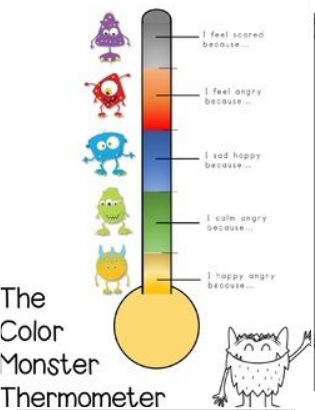 I feel scared
because...
I feel angry
because...
I sad happy
because...
I calm angry
because...
I happy angry
because...
The
Color
Monster
Thermometer